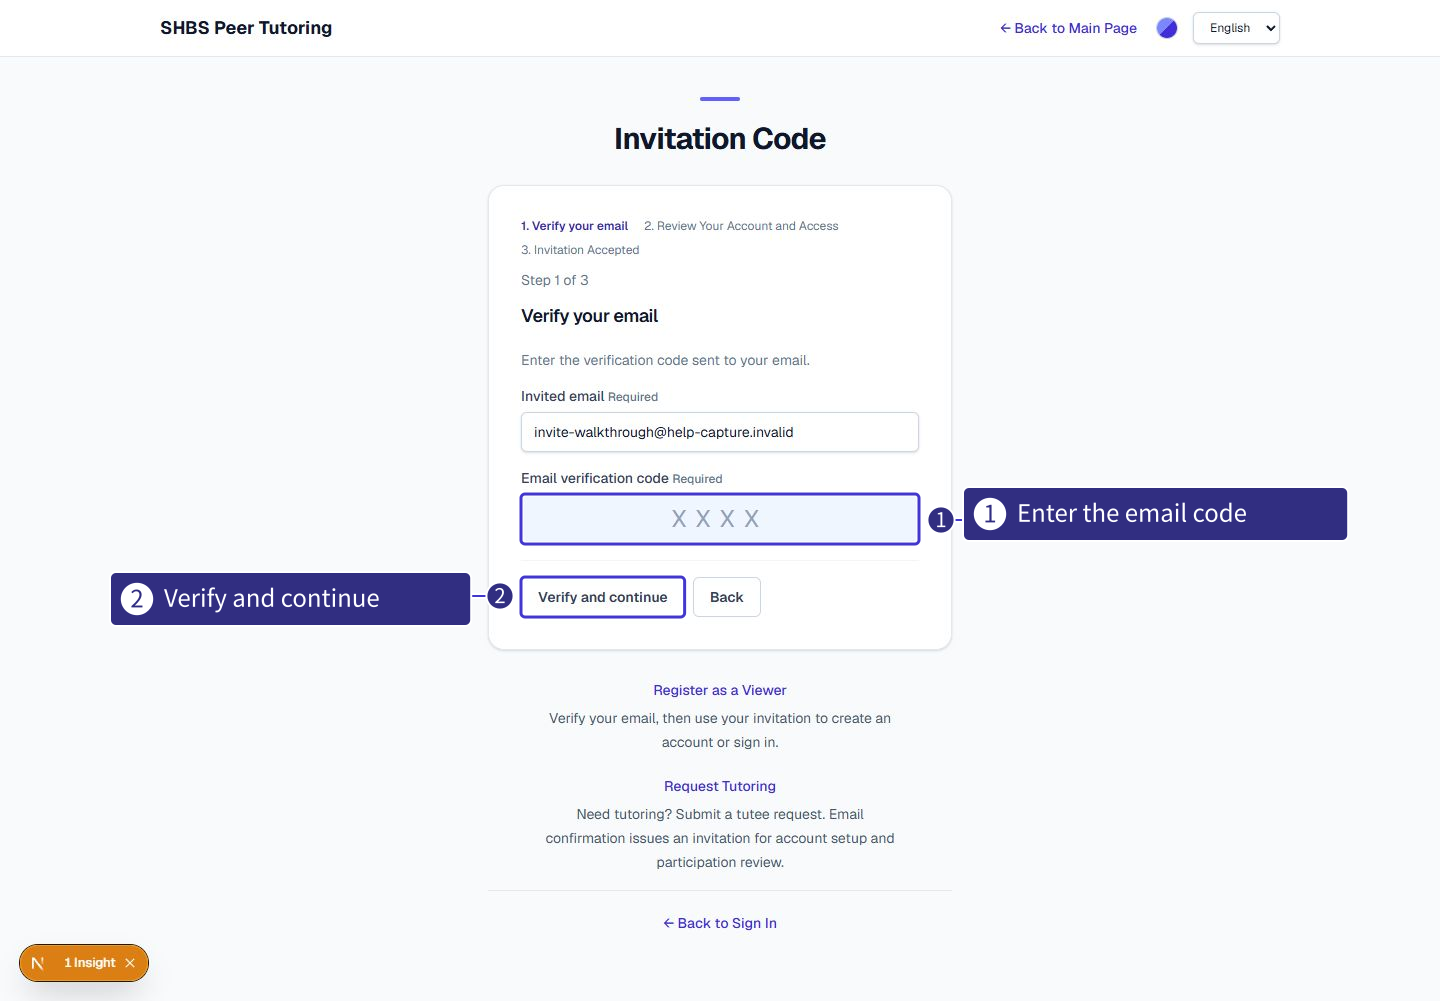 SHBS Peer Tutoring
← Back to Main Page
English
Invitation Code
1. Verify your email 2. Review Your Account and Access
3. Invitation Accepted
Step 1 of 3
Verify your email
Enter the verification code sent to your email.
Invited email Required
invite-walkthrough@help-capture.invalid
Email verification code Required
X X X X
1
1 Enter the email code
2 Verify and continue
2
Verify and continue
Back
Register as a Viewer
Verify your email, then use your invitation to create an
account or sign in.
Request Tutoring
Need tutoring? Submit a tutee request. Email
confirmation issues an invitation for account setup and
participation review.
← Back to Sign In
N 1 Insight ×